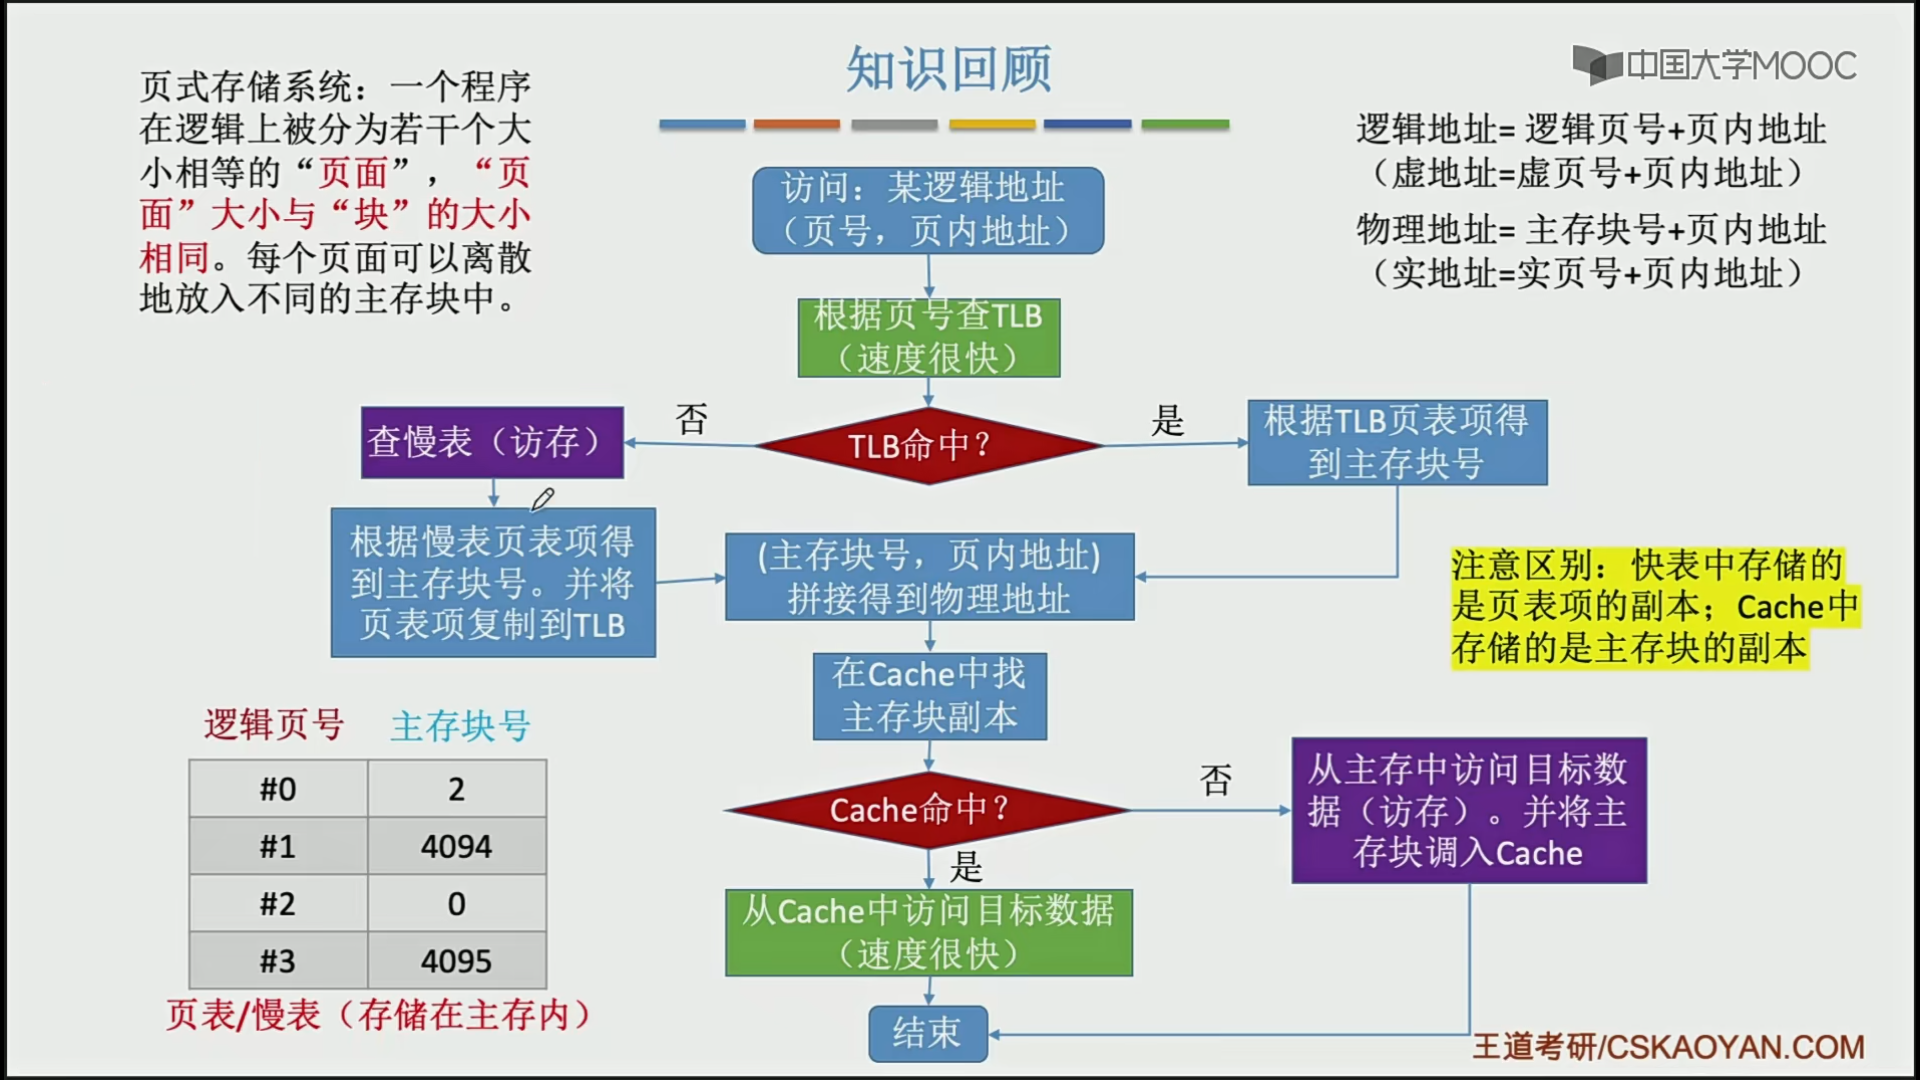 知识回顾
中国大学MOOC
页式存储系统：一个程序
在逻辑上被分为若干个大
小相等的“页面”，“页
面”大小与“块”的大小
相同。每个页面可以离散
地放入不同的主存块中。
逻辑地址= 逻辑页号+页内地址
（虚地址=虚页号+页内地址）
物理地址= 主存块号+页内地址
（实地址=实页号+页内地址）
访问：某逻辑地址
（页号，页内地址）
根据页号查TLB
（速度很快）
TLB命中？
否
是
查慢表（访存）
根据TLB页表项得
到主存块号
根据慢表页表项得
到主存块号。并将
页表项复制到TLB
(主存块号，页内地址)
拼接得到物理地址
注意区别：快表中存储的
是页表项的副本；Cache中
存储的是主存块的副本
在Cache中找
主存块副本
Cache命中？
否
是
从主存中访问目标数
据（访存）。并将主
存块调入Cache
从Cache中访问目标数据
（速度很快）
结束
逻辑页号 主存块号
#0 2
#1 4094
#2 0
#3 4095
页表/慢表（存储在主存内）
王道考研/CSKAOYAN.COM